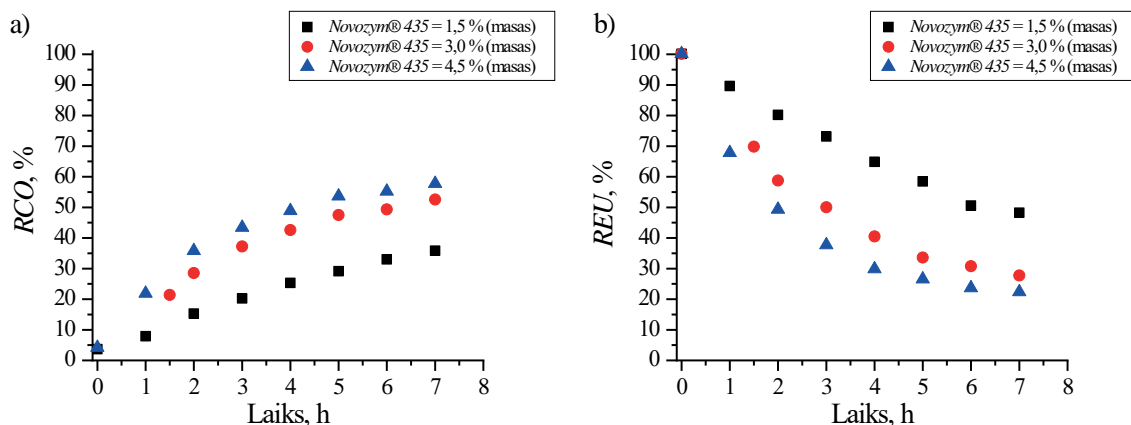 a)
Novozym® 435 = 1,5 % (masas)
Novozym® 435 = 3,0 % (masas)
Novozym® 435 = 4,5 % (masas)
100
90
80
70
60
50
40
30
20
10
0
RCO, %
0 1 2 3 4 5 6 7 8
Laiks, h
b)
Novozym® 435 = 1,5 % (masas)
Novozym® 435 = 3,0 % (masas)
Novozym® 435 = 4,5 % (masas)
100
90
80
70
60
50
40
30
20
10
0
REU, %
0 1 2 3 4 5 6 7 8
Laiks, h